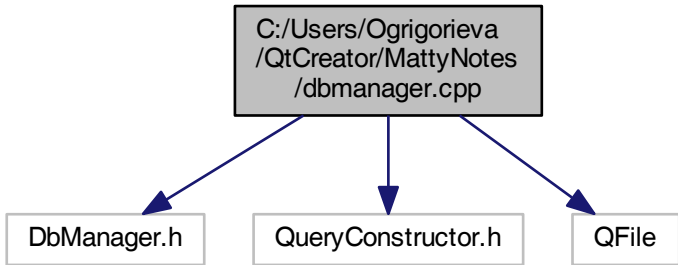 C:/Users/Ogrigorieva
/QtCreator/MattyNotes
/dbmanager.cpp
DbManager.h
QueryConstructor.h
QFile